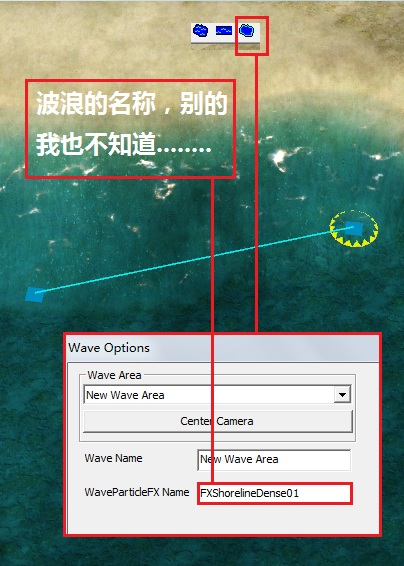 波浪的名称，别的
我也不知道........
Wave Options
Wave Area
New Wave Area
Center Camera
Wave Name
New Wave Area
WaveParticleFX Name
FXShorelineDense01